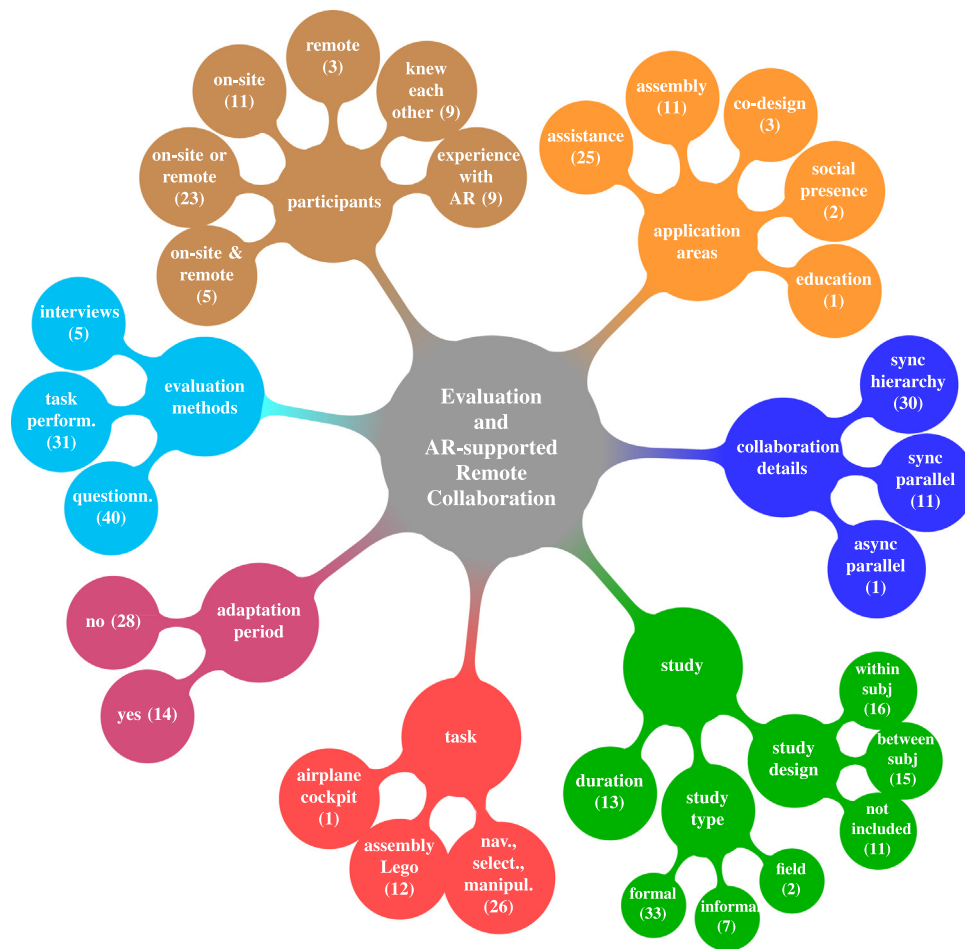 Evaluation
and
AR-supported
Remote
Collaboration
participants
on-site &
remote
(5)
on-site or
remote
(23)
on-site
(11)
remote
(3)
knew
each
other (9)
experience
with
AR (9)
application
areas
assistance
(25)
assembly
(11)
co-design
(3)
social
presence
(2)
education
(1)
collaboration
details
sync
hierarchy
(30)
sync
parallel
(11)
async
parallel
(1)
study
duration
(13)
study
type
formal
(33)
informal
(7)
field
(2)
study
design
within
subj
(16)
between
subj
(15)
not
included
(11)
task
airplane
cockpit
(1)
assembly
Lego
(12)
nav.,
select.,
manipul.
(26)
adaptation
period
no (28)
yes (14)
evaluation
methods
interviews
(5)
task
perform.
(31)
questionn.
(40)